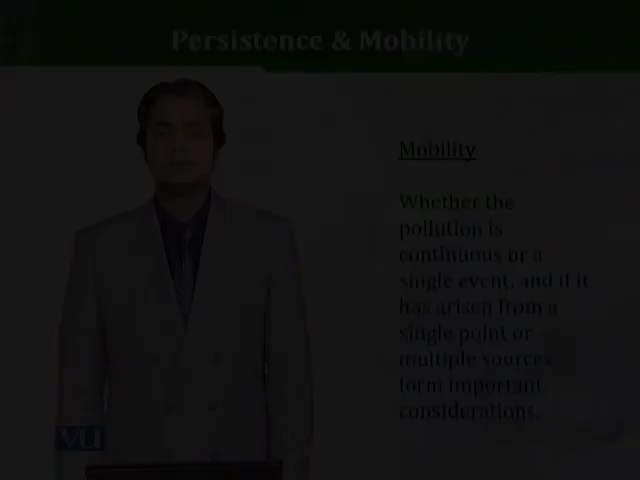 Persistence & Mobility
Mobility
Whether the
pollution is
continuous or a
single event, and if it
has arisen from a
single point or
multiple sources
form important
considerations.
VU